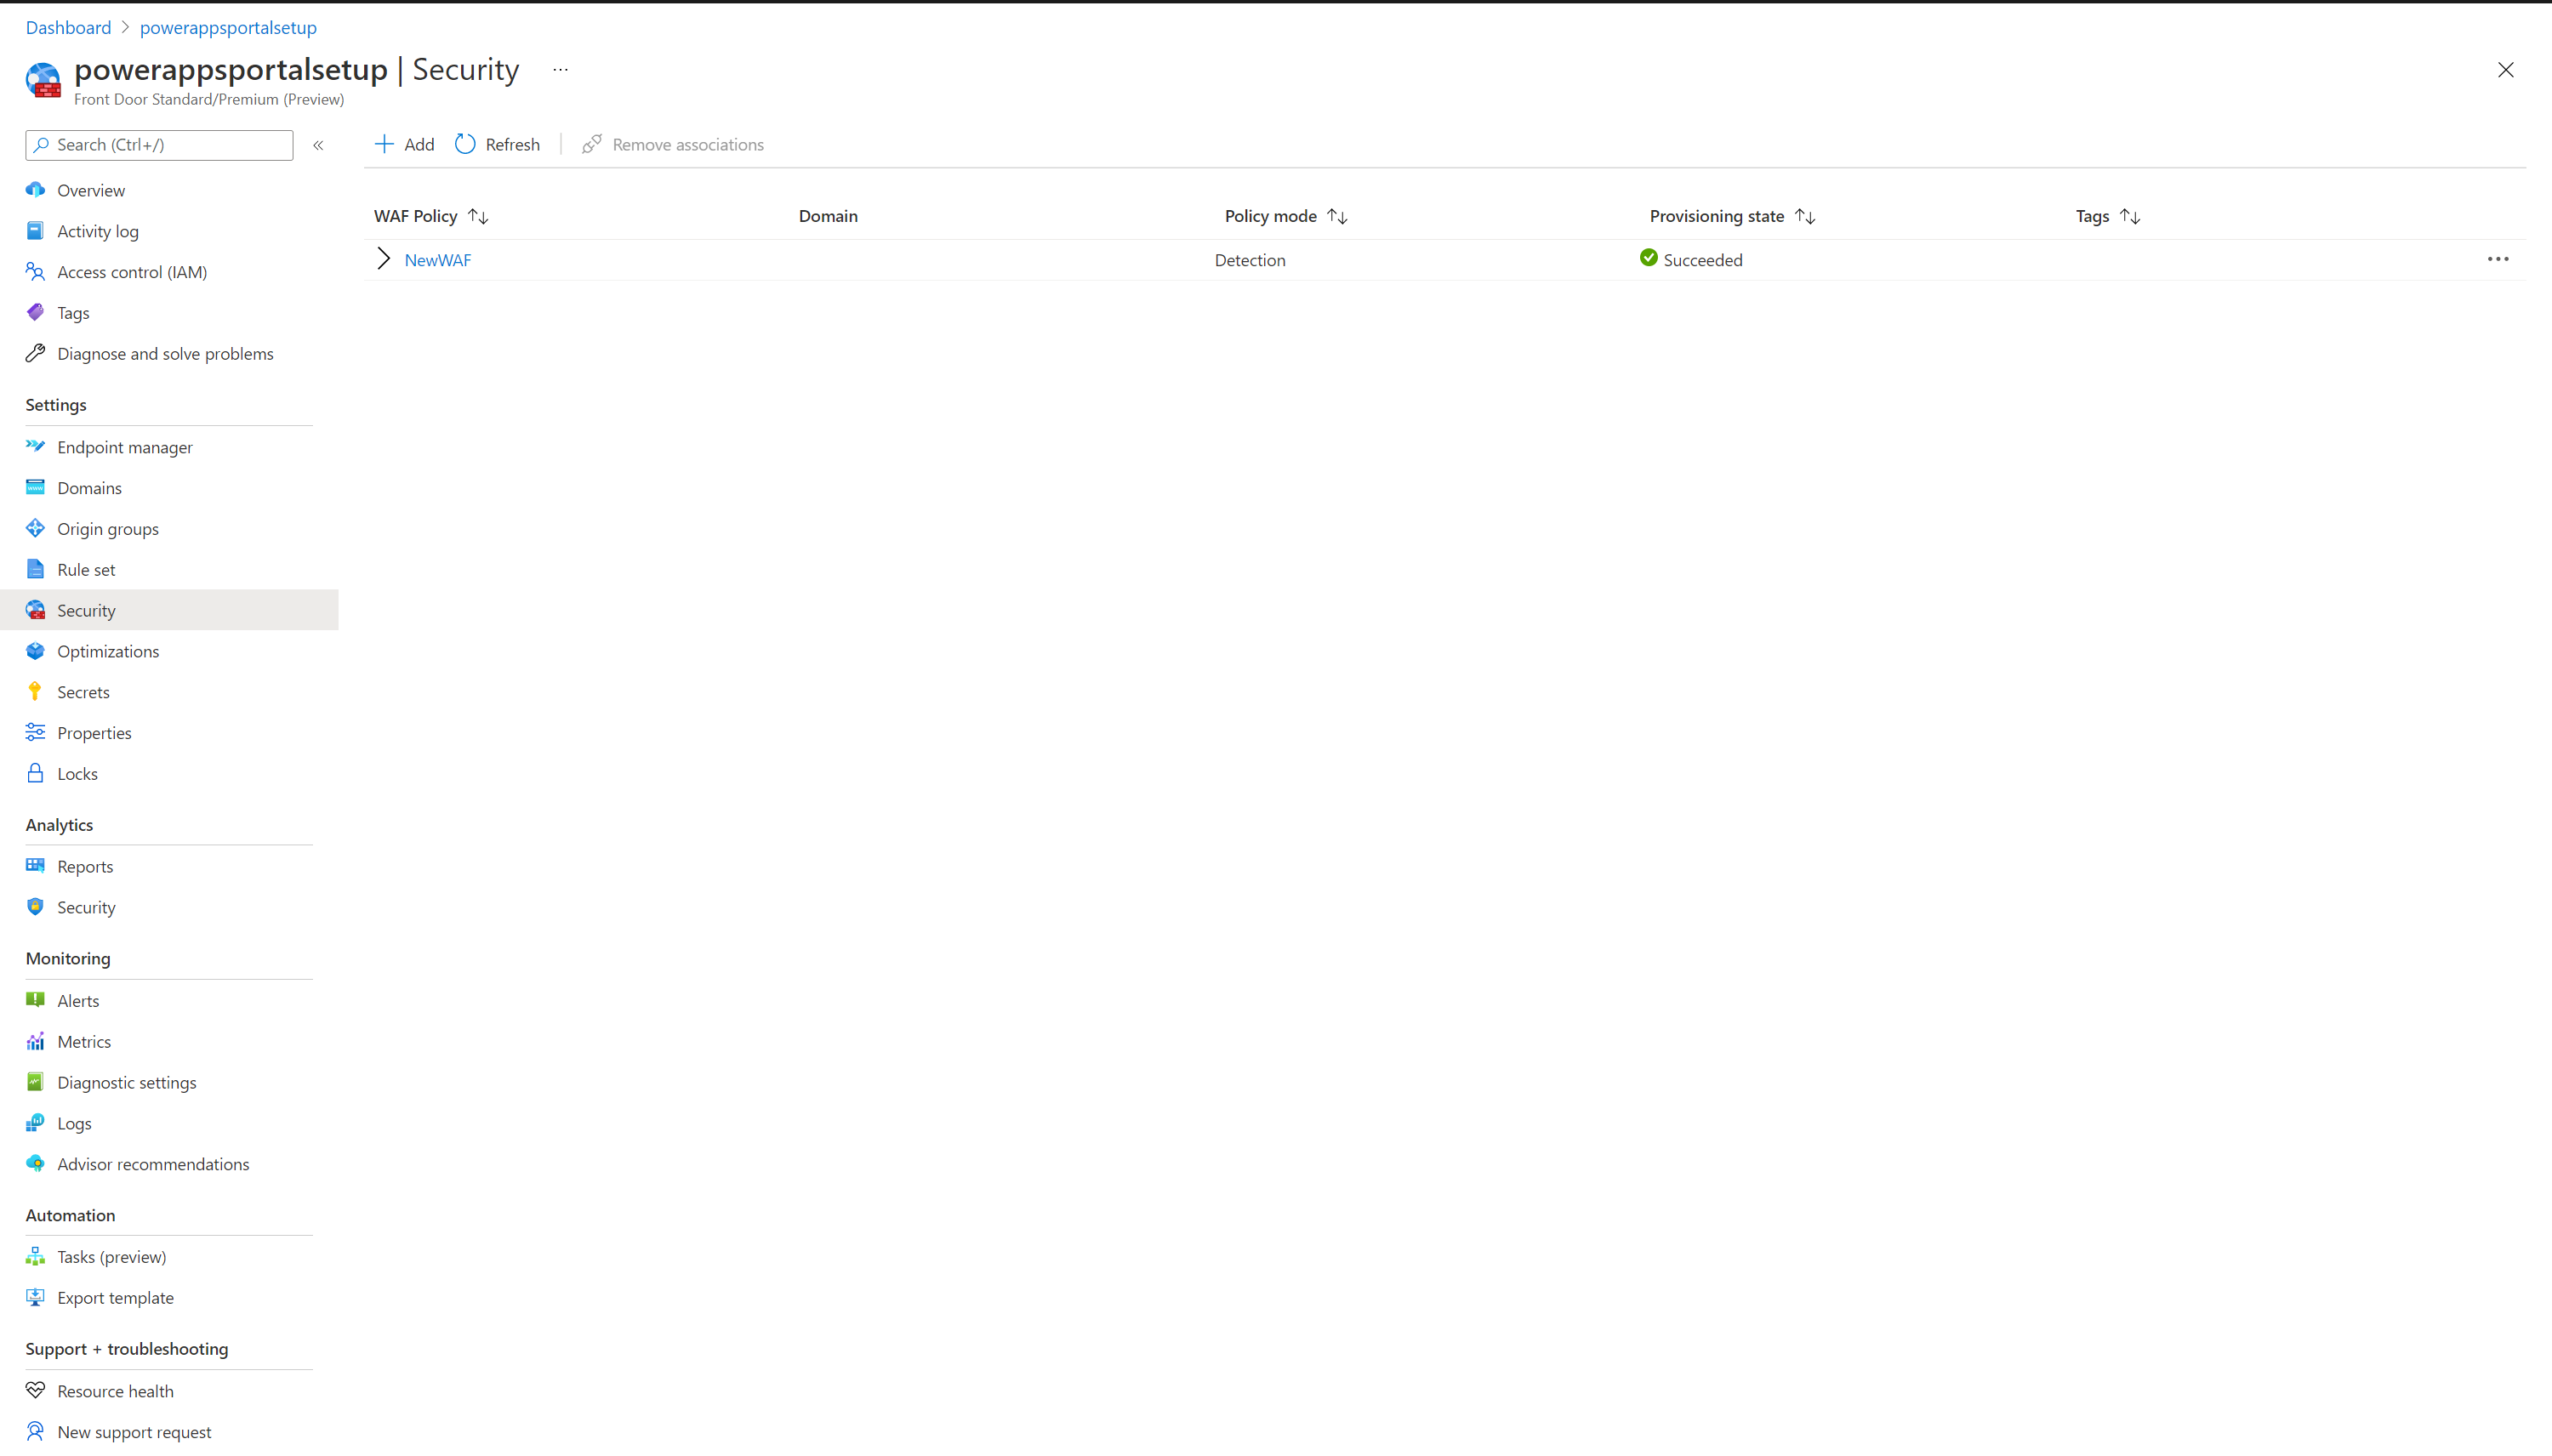 Dashboard > powerappsportalsetup
powerappsportalsetup | Security ...
Front Door Standard/Premium (Preview)
Search (Ctrl+/) «
Add Refresh | Remove associations
Overview
Activity log
Access control (IAM)
Tags
Diagnose and solve problems
Settings
Endpoint manager
Domains
Origin groups
Rule set
Security
Optimizations
Secrets
Properties
Locks
Analytics
Reports
Security
Monitoring
Alerts
Metrics
Diagnostic settings
Logs
Advisor recommendations
Automation
Tasks (preview)
Export template
Support + troubleshooting
Resource health
New support request
WAF Policy Domain Policy mode Provisioning state Tags
NewWAF Detection Succeeded ...